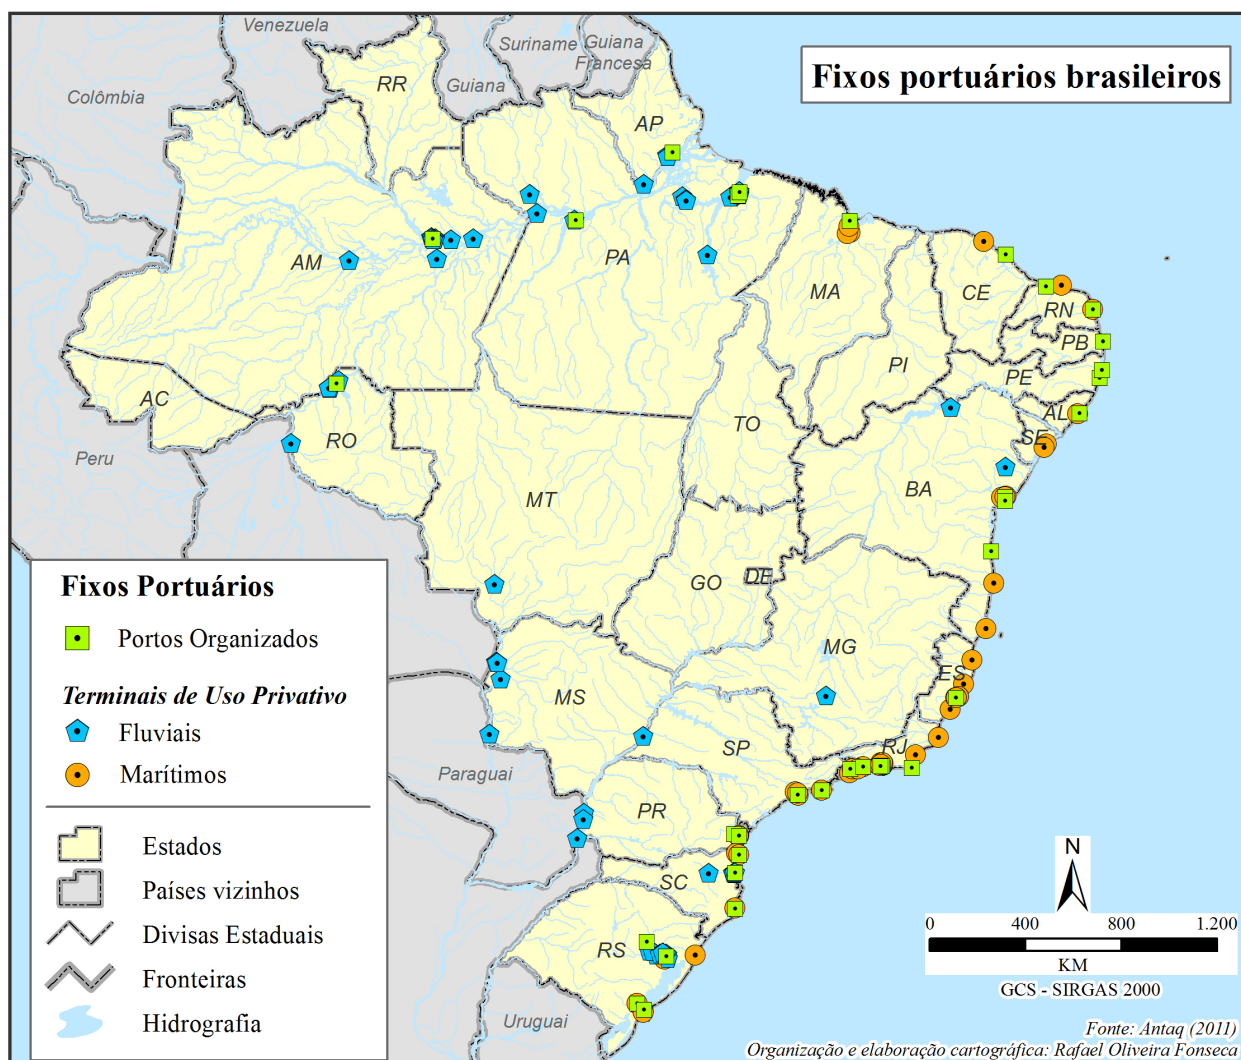 Venezuela
Suriname
Guiana
Francesa
Fixos portuários brasileiros
Colômbia
RR
Guiana
AP
AM
PA
MA
CE
RN
PB
PI
PE
AC
AL
TO
SE
RO
Peru
BA
MT
GO
DF
MG
ES
MS
SP
RJ
Paraguai
PR
SC
RS
Uruguai
Fixos Portuários
Portos Organizados
Terminais de Uso Privativo
Fluviais
Marítimos
Estados
Países vizinhos
Divisas Estaduais
Fronteiras
Hidrografia
N
0 400 800 1.200
KM
GCS - SIRGAS 2000
Fonte: Antaq (2011)
Organização e elaboração cartográfica: Rafael Oliveira Fonseca